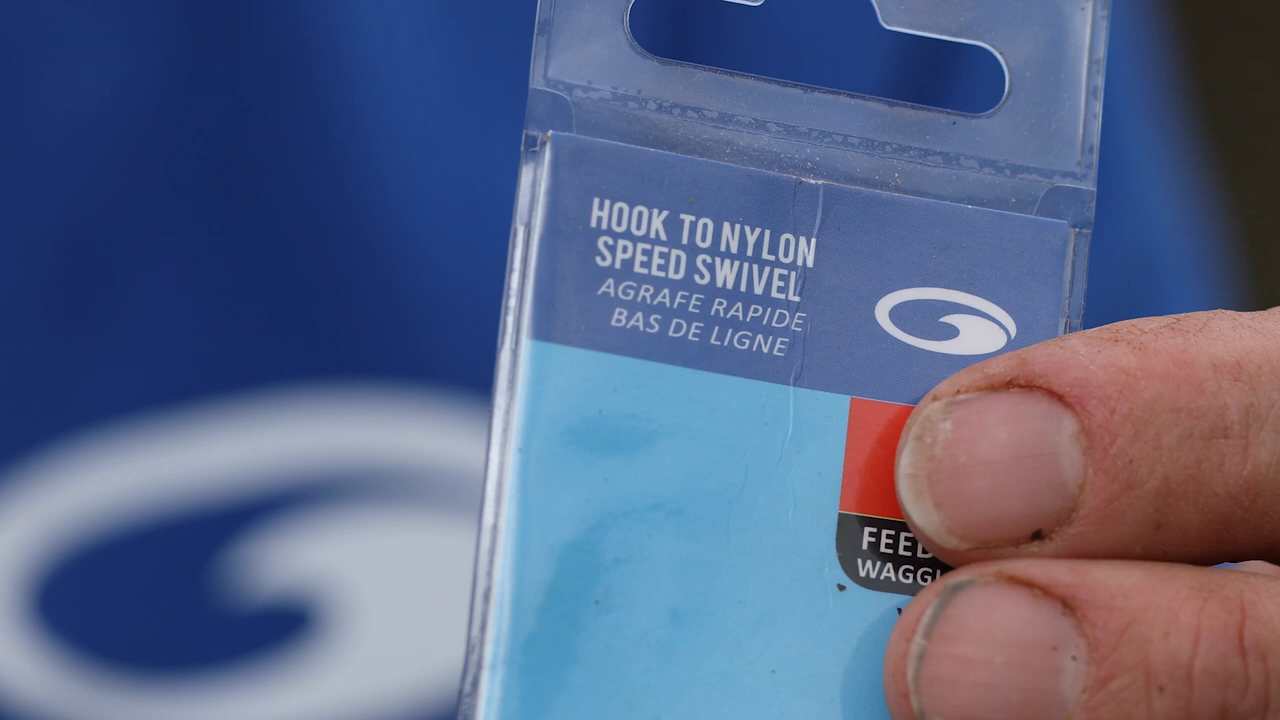 HOOK TO NYLON
SPEED SWIVEL
AGRAFE RAPIDE
BAS DE LIGNE